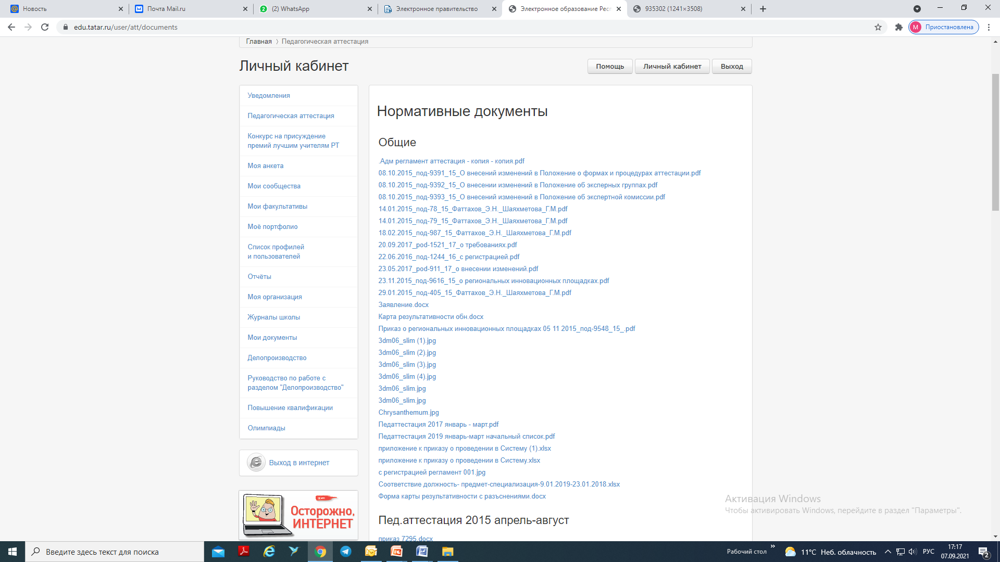 Новость
Почта Mail.ru
(2) WhatsApp
Электронное правительство
Электронное образование Респ
935302 (1241×3508)
edu.tatar.ru/user/att/documents
М
Приостановлена
Главная 〉 Педагогическая аттестация
Личный кабинет
Помощь
Личный кабинет
Выход
Уведомления
Педагогическая аттестация
Конкурс на присуждение
премий лучшим учителям РТ
Моя анкета
Мои сообщества
Мои факультативы
Моё портфолио
Список профилей
и пользователей
Отчёты
Моя организация
Журналы школы
Мои документы
Делопроизводство
Руководство по работе с
разделом "Делопроизводство"
Повышение квалификации
Олимпиады
Выход в интернет
Осторожно,
ИНТЕРНЕТ
Нормативные документы
Общие
.Адм регламент аттестация - копия - копия.pdf
08.10.2015_под-9391_15_О внесений изменений в Положение о формах и процедурах аттестации.pdf
08.10.2015_под-9392_15_О внесении изменений в Положение об эксперных группах.pdf
08.10.2015_под-9393_15_О внесений изменений в Положение об экспертной комиссии.pdf
14.01.2015_под-78_15_Фаттахов_Э.Н._Шаяхметова_Г.М.pdf
14.01.2015_под-79_15_Фаттахов_Э.Н._Шаяхметова_Г.М.pdf
18.02.2015_под-987_15_Фаттахов_Э.Н._Шаяхметова_Г.М.pdf
20.09.2017_pod-1521_17_о требованиях.pdf
22.06.2016_под-1244_16_с регистрацией.pdf
23.05.2017_pod-911_17_о внесении изменений.pdf
23.11.2015_под-9616_15_о региональных инновационных площадках.pdf
29.01.2015_под-405_15_Фаттахов_Э.Н._Шаяхметова_Г.М.pdf
Заявление.docx
Карта результативности обн.docx
Приказ о региональных инновационных площадках 05 11 2015_под-9548_15_.pdf
3dm06_slim (1).jpg
3dm06_slim (2).jpg
3dm06_slim (3).jpg
3dm06_slim (4).jpg
3dm06_slim.jpg
3dm06_slim.jpg
Chrysanthemum.jpg
Педаттестация 2017 январь - март.pdf
Педаттестация 2019 январь-март начальный список.pdf
приложение к приказу о проведении в Систему (1).xlsx
приложение к приказу о проведении в Систему.xlsx
с регистрацией регламент 001.jpg
Соответствие должность- предмет-специализация-9.01.2019-23.01.2018.xlsx
Форма карты результативности с разъснениями.docx
Пед.аттестация 2015 апрель-август
приказ 7295.docx
Активация Windows
Чтобы активировать Windows, перейдите в раздел "Параметры".
Введите здесь текст для поиска
Рабочий стол
11°C Неб. облачность
РУС
17:17
07.09.2021
2